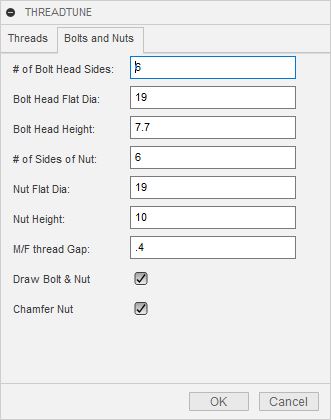 THREADTUNE
Threads Bolts and Nuts
# of Bolt Head Sides: 6
Bolt Head Flat Dia: 19
Bolt Head Height: 7.7
# of Sides of Nut: 6
Nut Flat Dia: 19
Nut Height: 10
M/F thread Gap: .4
Draw Bolt & Nut
Chamfer Nut
OK Cancel